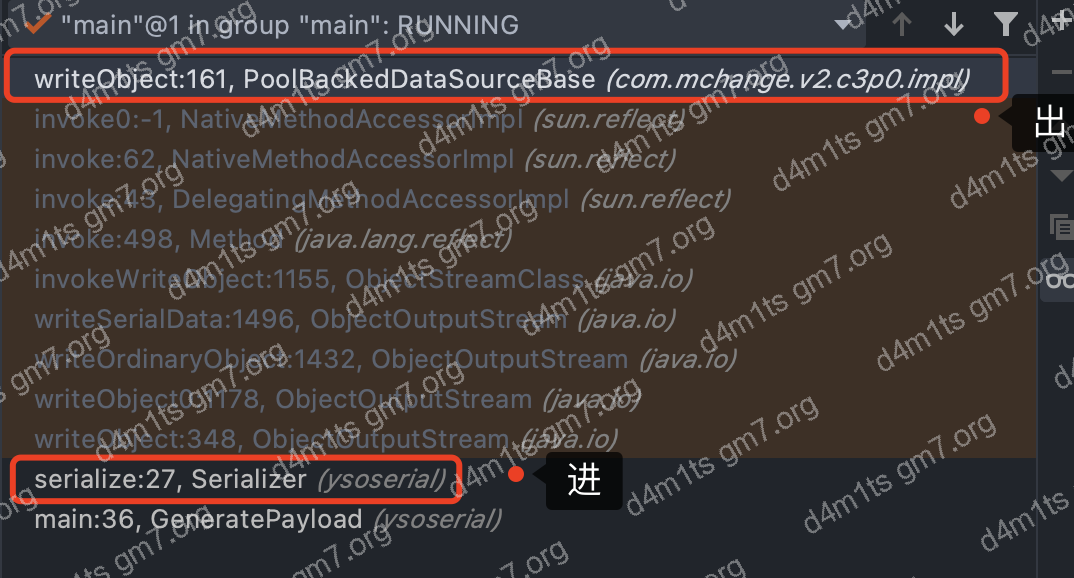 "main"@1 in group "main": RUNNING
writeObject:161, PoolBackedDataSourceBase (com.mchange.v2.c3p0.impl)
invoke0:-1, NativeMethodAccessorImpl (sun.reflect)
出
invoke:62, NativeMethodAccessorImpl (sun.reflect)
invoke:43, DelegatingMethodAccessorImpl (sun.reflect)
invoke:498, Method (java.lang.reflect)
invokeWriteObject:1155, ObjectStreamClass (java.io)
writeSerialData:1496, ObjectOutputStream (java.io)
writeOrdinaryObject:1432, ObjectOutputStream (java.io)
writeObject0:1178, ObjectOutputStream (java.io)
writeObject:348, ObjectOutputStream (java.io)
serialize:27, Serializer (ysoserial)
进
main:36, GeneratePayload (ysoserial)
d4m1ts gm7.org